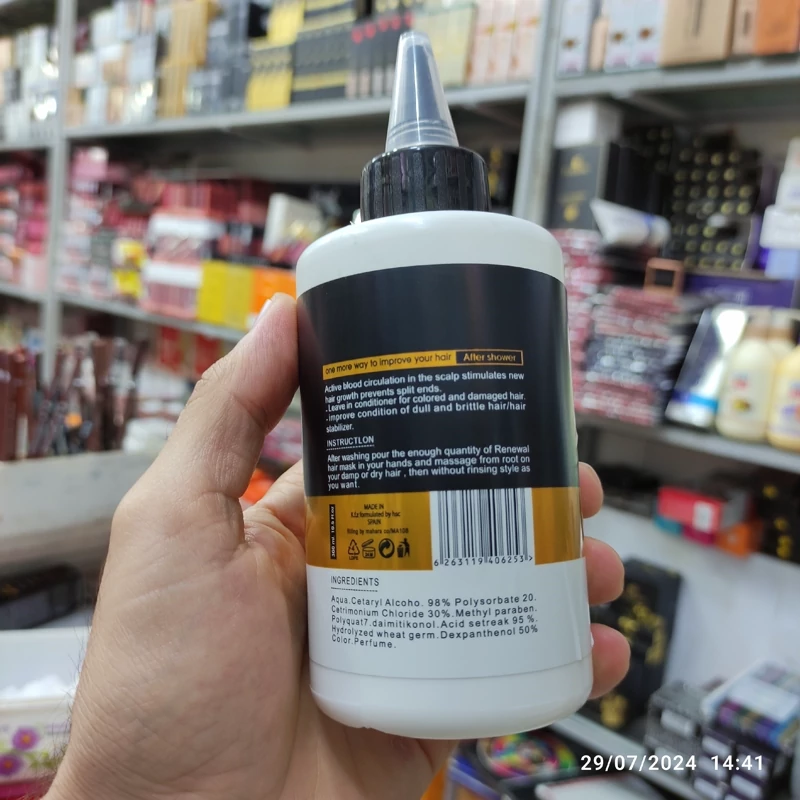 one more way to improve your hair After shower
Active blood circulation in the scalp stimulates new
hair growth prevents split ends.
- Leave in conditioner for colored and damaged hair.
- improve condition of dull and brittle hair/hair
stabilizer.
INSTRUCTLON
After washing pour the enough quantity of Renewal
hair mask in your hands and massage from root on
your damp or dry hair , then without rinsing style as
you want.
MADE IN
formulated by
SPAIN
6 263119 406253 >
INGREDIENTS
Aqua.Cetaryl Alcoho. 98% Polysorbate 20.
Cetrimonium Chloride 30%.Methyl paraben.
Polyquat7.daimitikonol.Acid setreak 95 %.
Hydrolyzed wheat germ.Dexpanthenol 50%
Color.Perfume.
29/07/2024 14:41